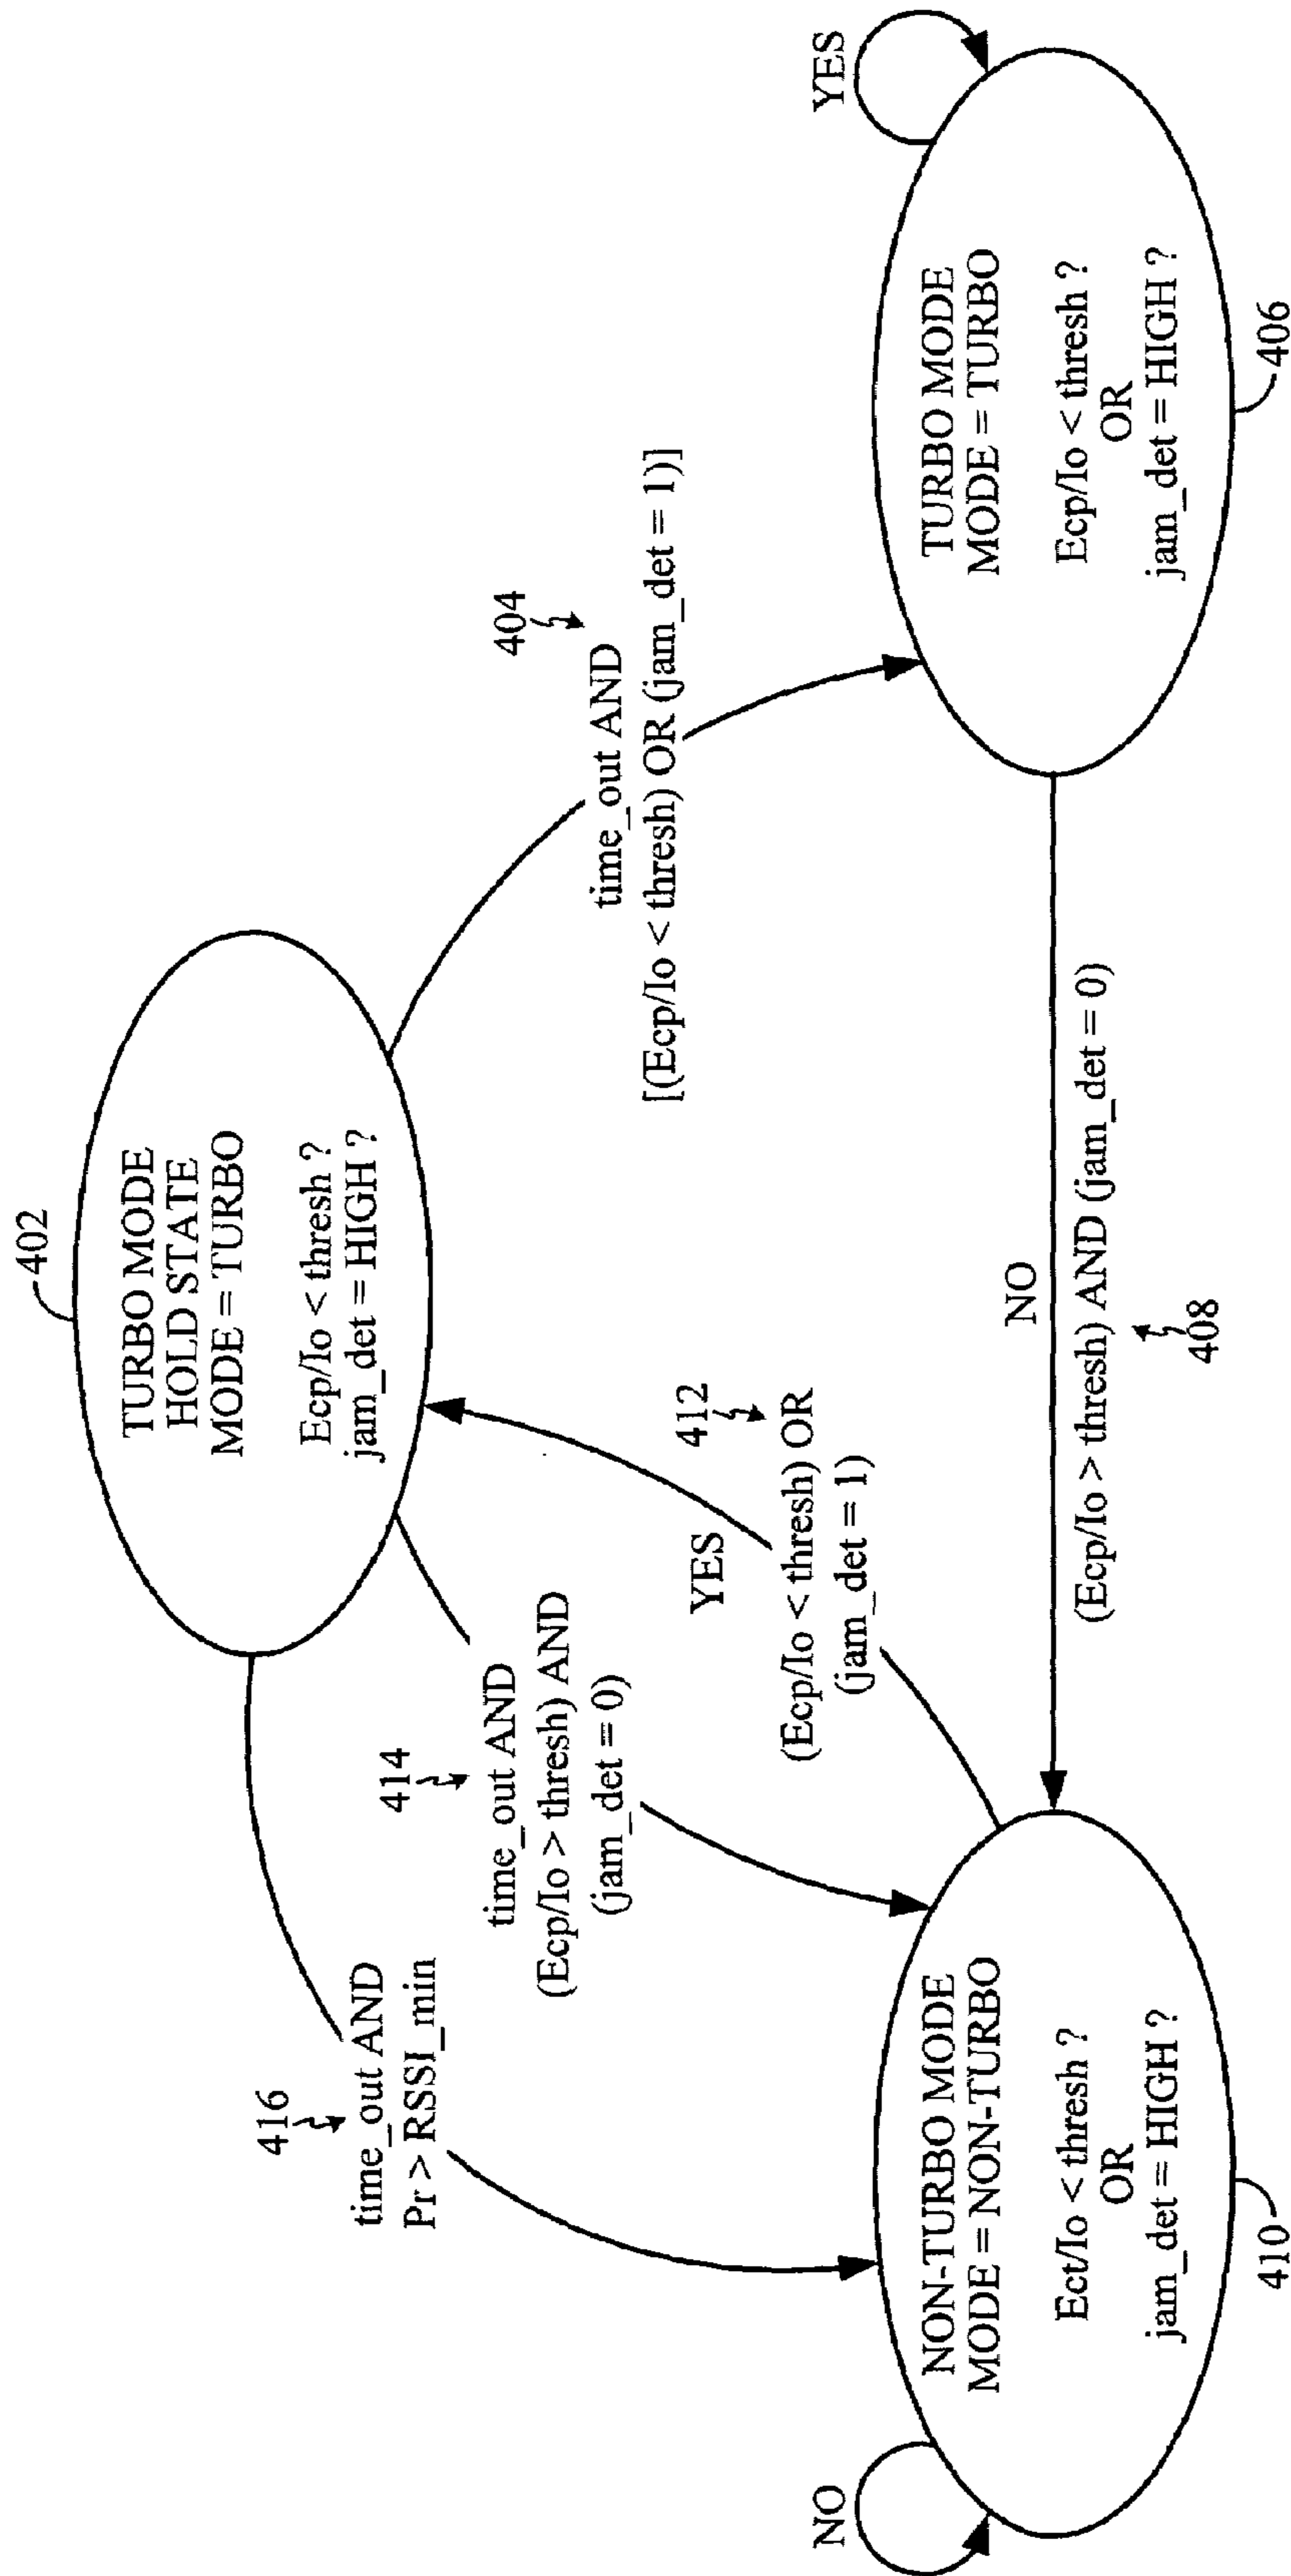 402
TURBO MODE
HOLD STATE
MODE = TURBO
Ecp/Io < thresh ?
jam_det = HIGH ?
416
time_out AND
Pr > RSSI_min
414
time_out AND
(Ecp/Io > thresh) AND
(jam_det = 0)
412
YES
(Ecp/Io < thresh) OR
(jam_det = 1)
404
time_out AND
[(Ecp/Io < thresh) OR (jam_det = 1)]
NO
NON-TURBO MODE
MODE = NON-TURBO
Ect/Io < thresh ?
OR
jam_det = HIGH ?
410
NO
(Ecp/Io > thresh) AND (jam_det = 0)
408
YES
TURBO MODE
MODE = TURBO
Ecp/Io < thresh ?
OR
jam_det = HIGH ?
406